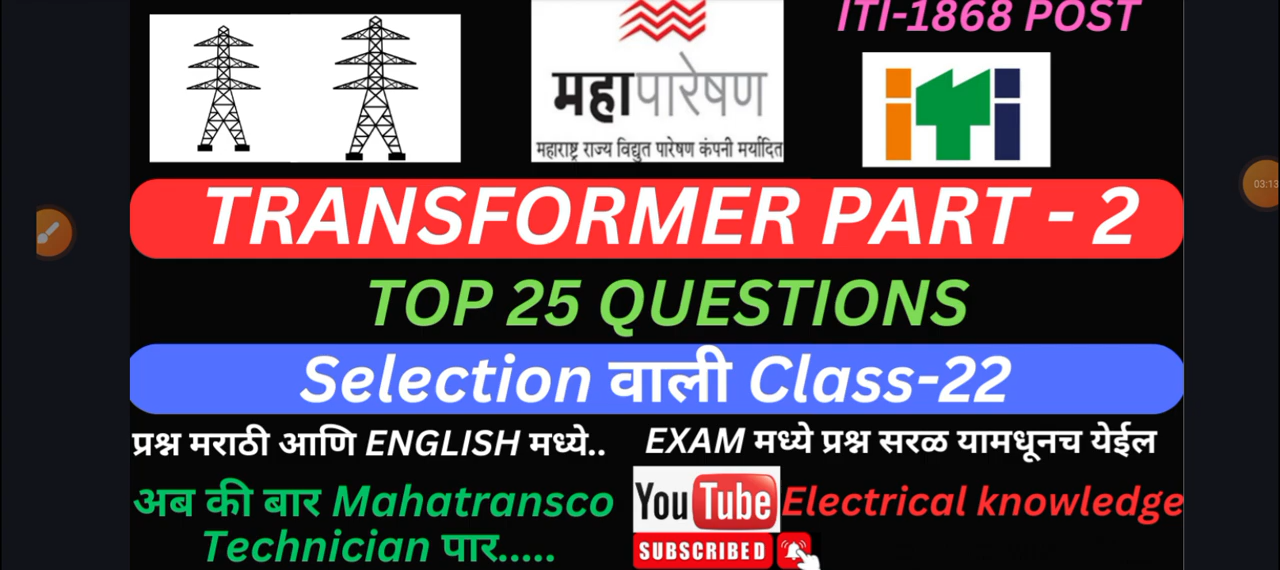 ITI-1868 POST
महापारेषण
महाराष्ट्र राज्य विद्युत पारेषण कंपनी मर्यादित
iTi
TRANSFORMER PART - 2
03:13
TOP 25 QUESTIONS
Selection वाली Class-22
प्रश्न मराठी आणि ENGLISH मध्ये..
EXAM मध्ये प्रश्न सरळ यामधूनच येईल
अब की बार Mahatransco
Technician पार.....
YouTube
Electrical knowledge
SUBSCRIBED